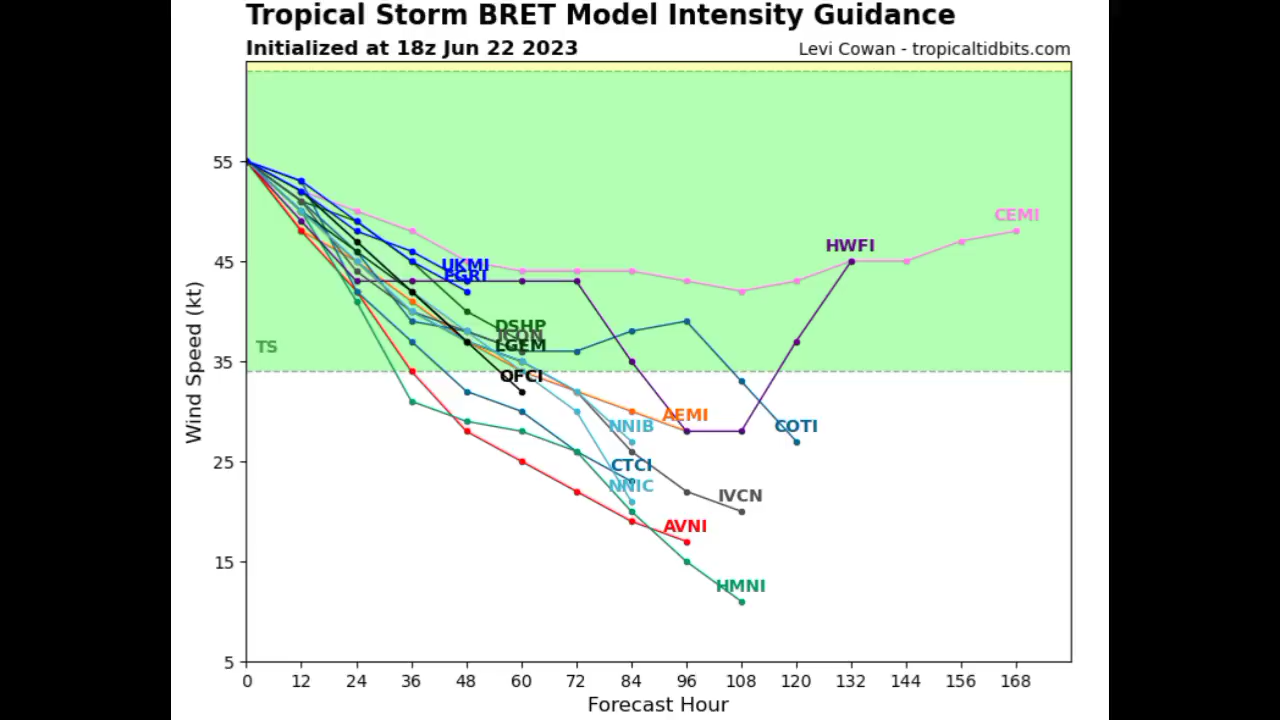 Tropical Storm BRET Model Intensity Guidance
Initialized at 18z Jun 22 2023
Levi Cowan - tropicaltidbits.com
55
CEMI
HWFI
45
UKMI
EGRI
DSHP
ICON
LGEM
TS
35
OFCI
AEMI
NNIB
COTI
CTCI
25
NNIC
IVCN
AVNI
15
HMNI
5
Wind Speed (kt)
0 12 24 36 48 60 72 84 96 108 120 132 144 156 168
Forecast Hour